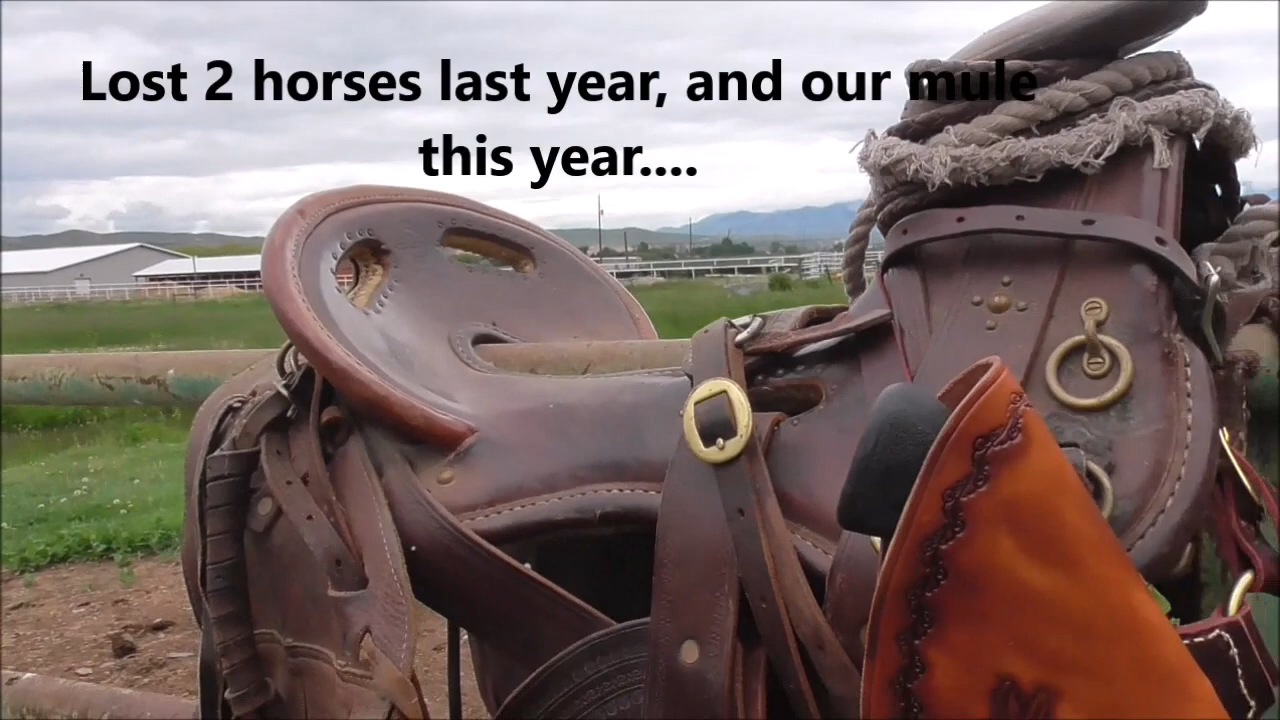 Lost 2 horses last year, and our mule
this year....